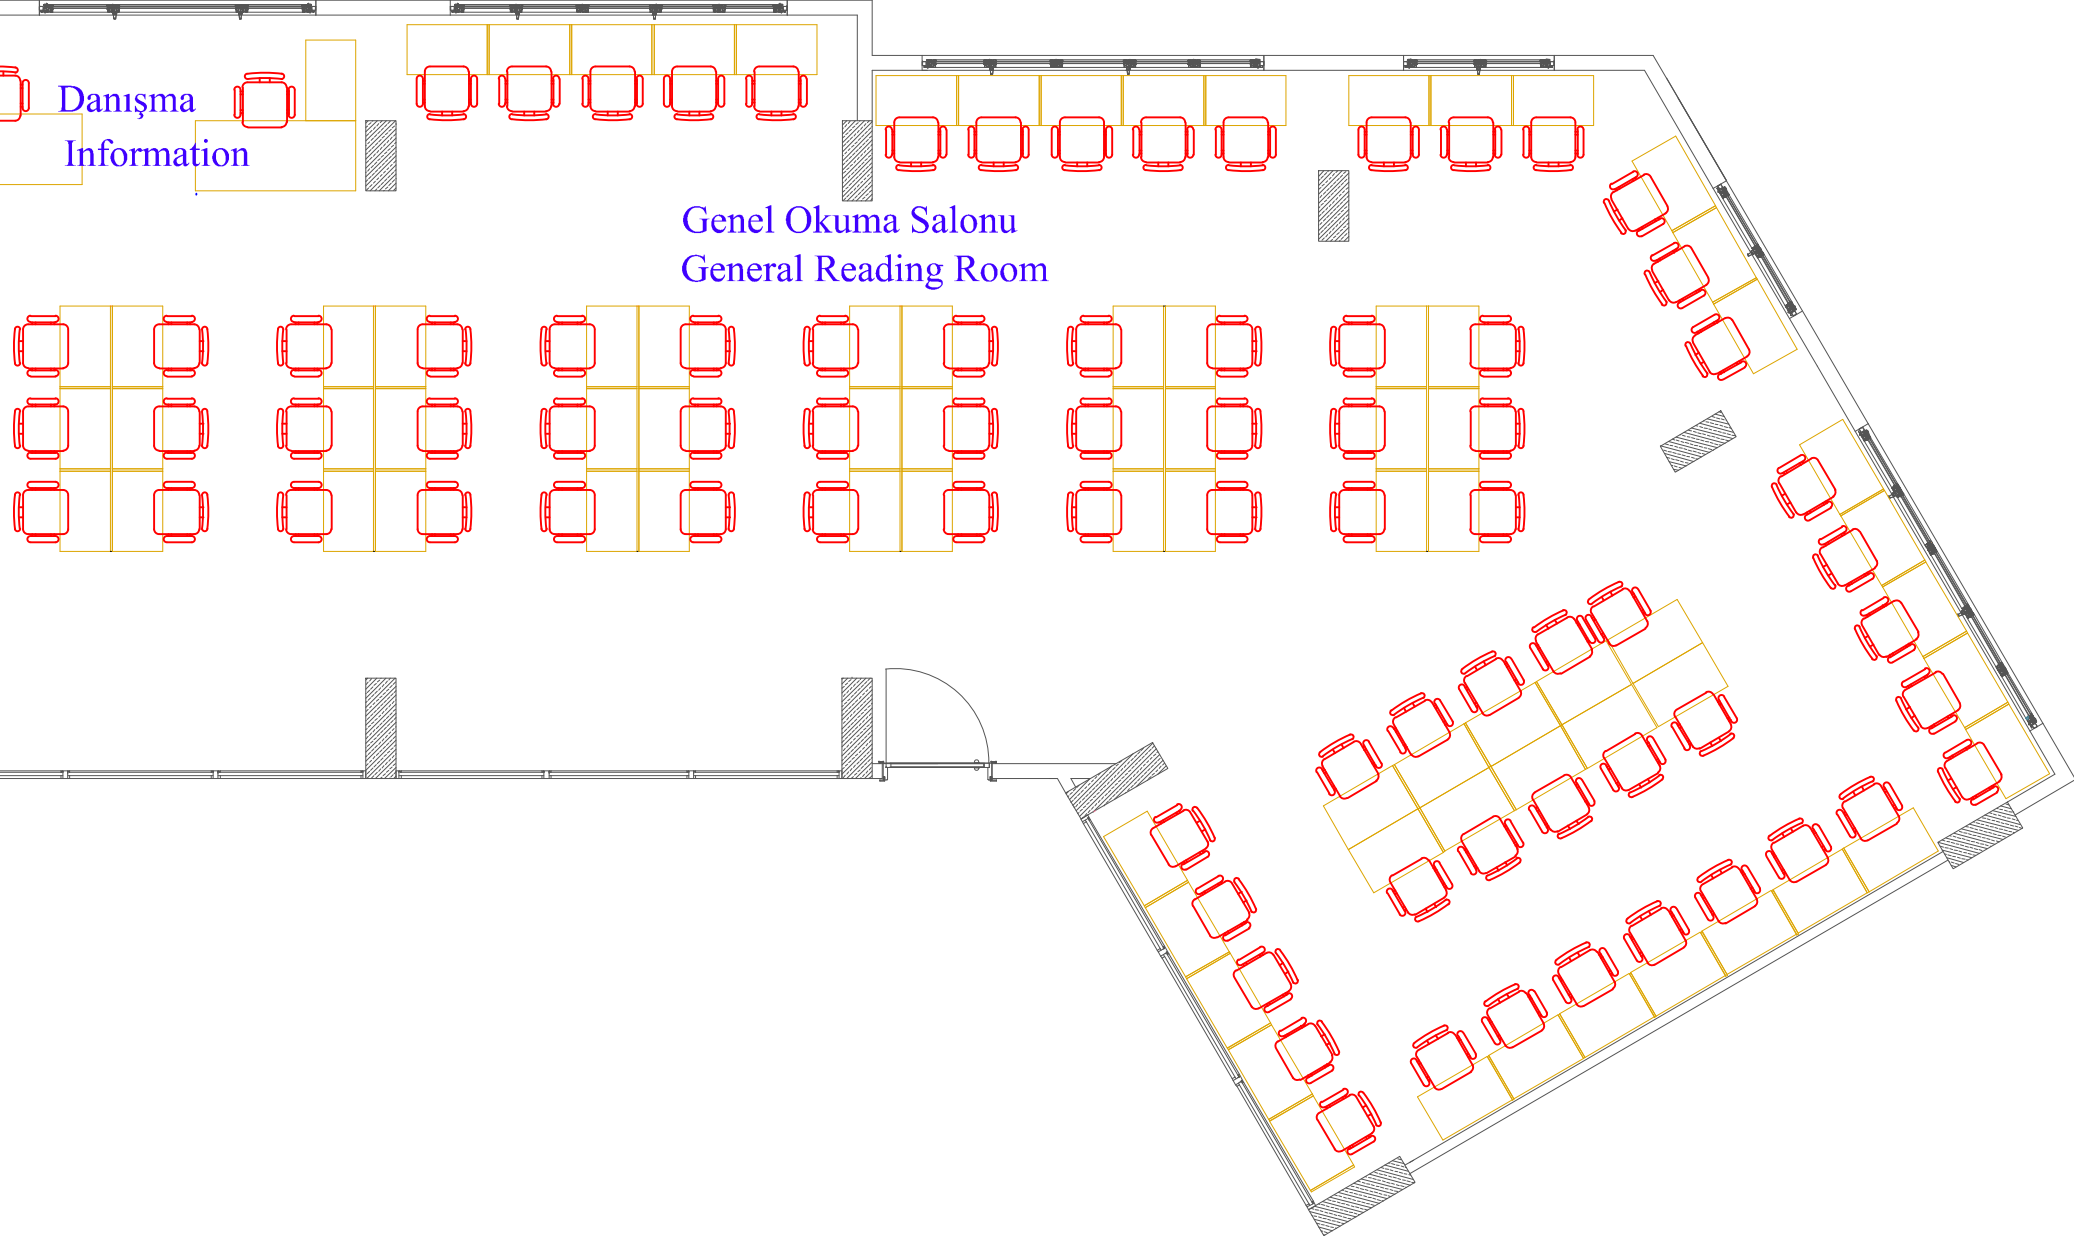 Danışma
Information
Genel Okuma Salonu
General Reading Room